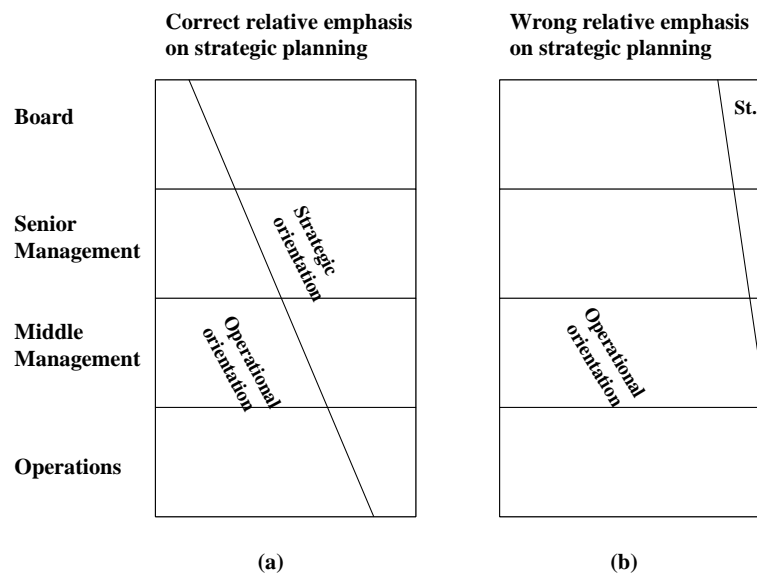 Correct relative emphasis
on strategic planning
Wrong relative emphasis
on strategic planning
Board
St.
Senior
Management
Strategic
orientation
Middle
Management
Operational
orientation
Operational
orientation
Operations
(a)
(b)